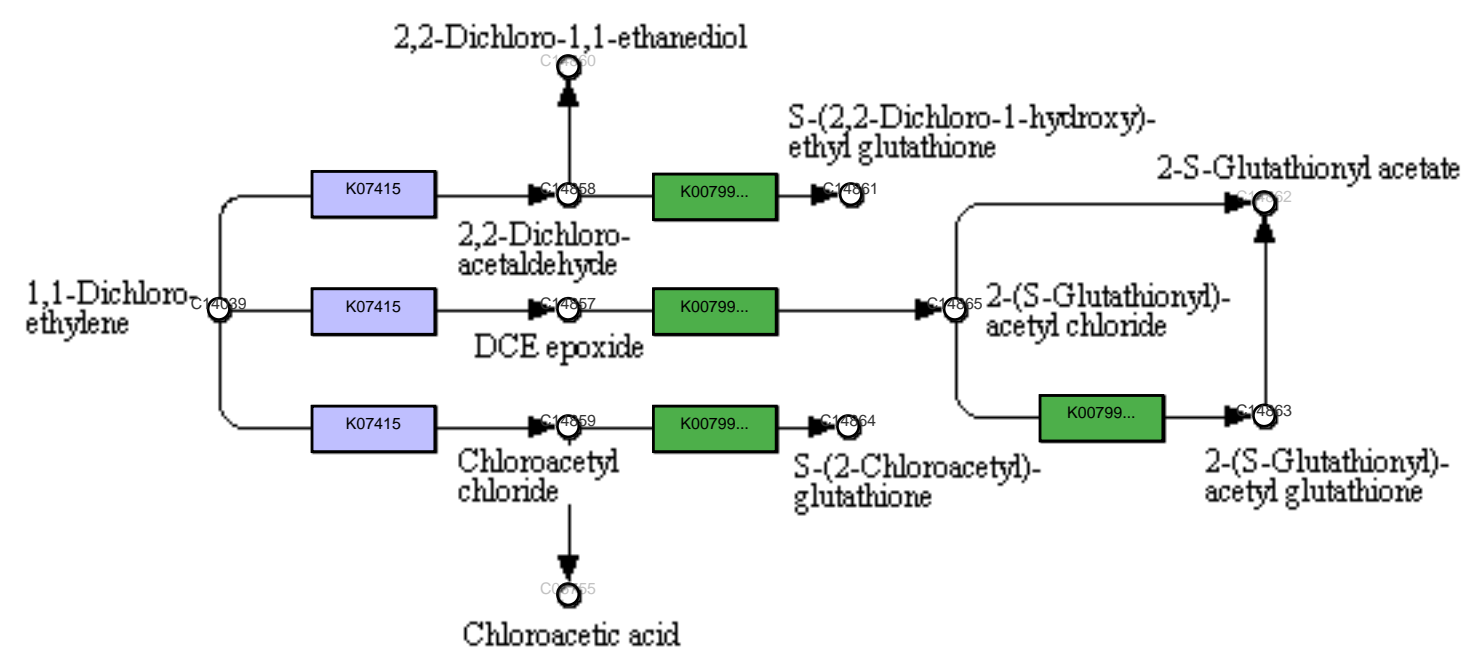 2,2-Dichloro-1,1-ethanediol
C14860
S-(2,2-Dichloro-1-hydroxy)-
ethyl glutathione
2-S-Glutathionyl acetate
K07415
C14858
K00799...
C14861
C14862
2,2-Dichloro-
acetaldehyde
1,1-Dichloro-
ethylene
C14039
K07415
C14857
K00799...
C14865
2-(S-Glutathionyl)-
acetyl chloride
DCE epoxide
K07415
C14859
K00799...
C14864
K00799...
C14863
Chloroacetyl
chloride
S-(2-Chloroacetyl)-
glutathione
2-(S-Glutathionyl)-
acetyl glutathione
Chloroacetic acid